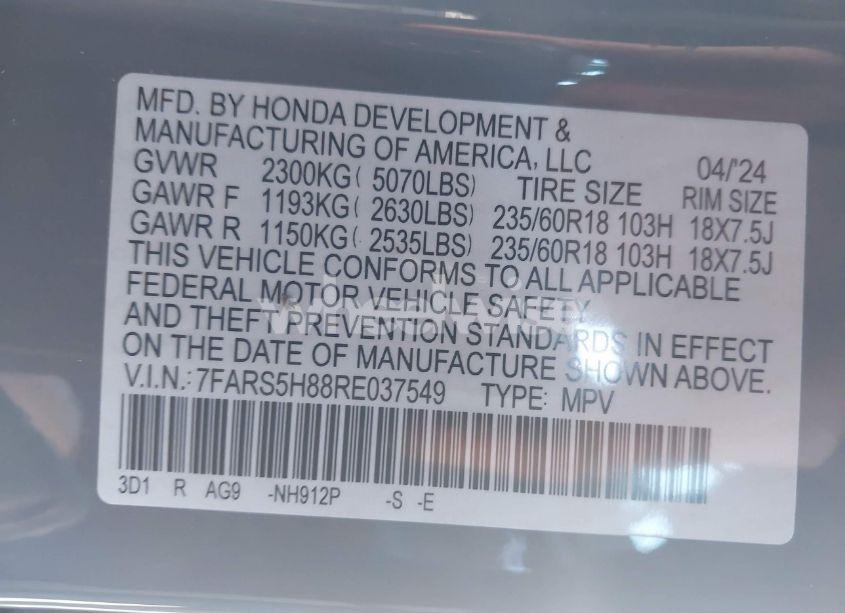 MFD. BY HONDA DEVELOPMENT &
MANUFACTURING OF AMERICA, LLC 04/'24
GVWR 2300KG( 5070LBS) TIRE SIZE RIM SIZE
GAWR F 1193KG( 2630LBS) 235/60R18 103H 18X7.5J
GAWR R 1150KG( 2535LBS) 235/60R18 103H 18X7.5J
THIS VEHICLE CONFORMS TO ALL APPLICABLE
FEDERAL MOTOR VEHICLE SAFETY
AND THEFT PREVENTION STANDARDS IN EFFECT
ON THE DATE OF MANUFACTURE SHOWN ABOVE.
V.I.N.: 7FARS5H88RE037549 TYPE: MPV
3D1 R AG9 -NH912P -S -E